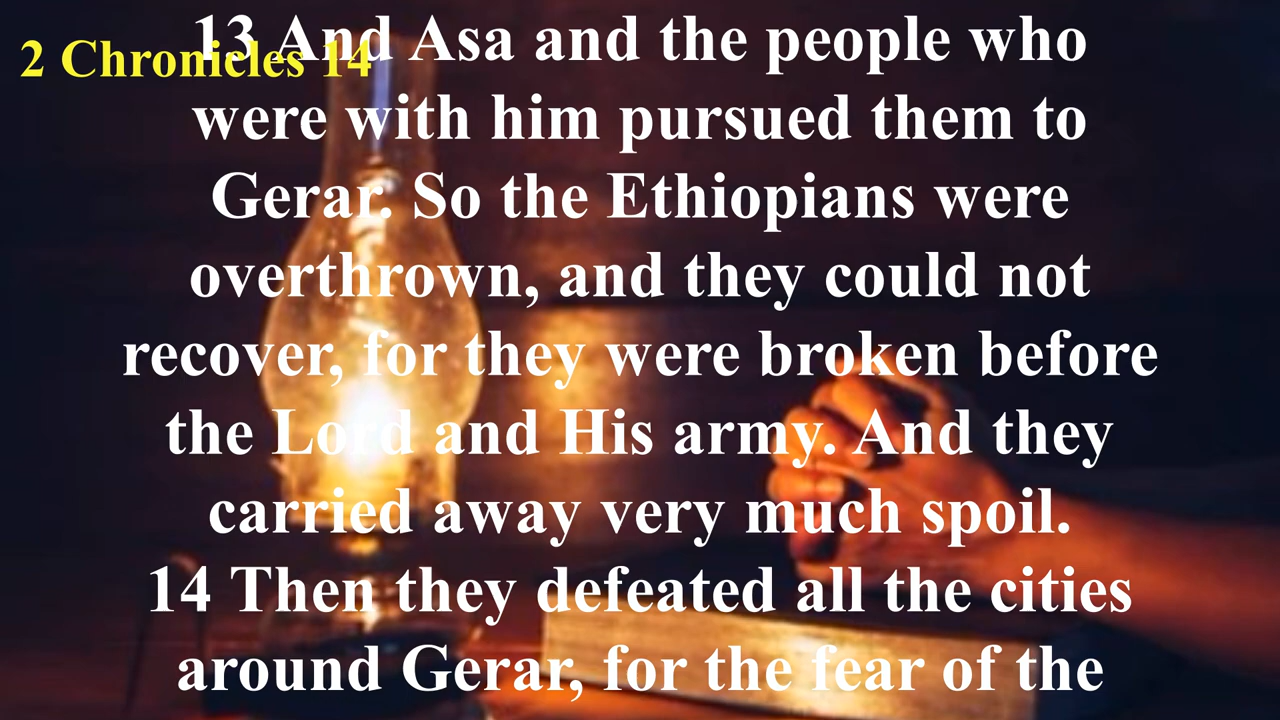 2 Chronicles 14
13 And Asa and the people who
were with him pursued them to
Gerar. So the Ethiopians were
overthrown, and they could not
recover, for they were broken before
the Lord and His army. And they
carried away very much spoil.
14 Then they defeated all the cities
around Gerar, for the fear of the